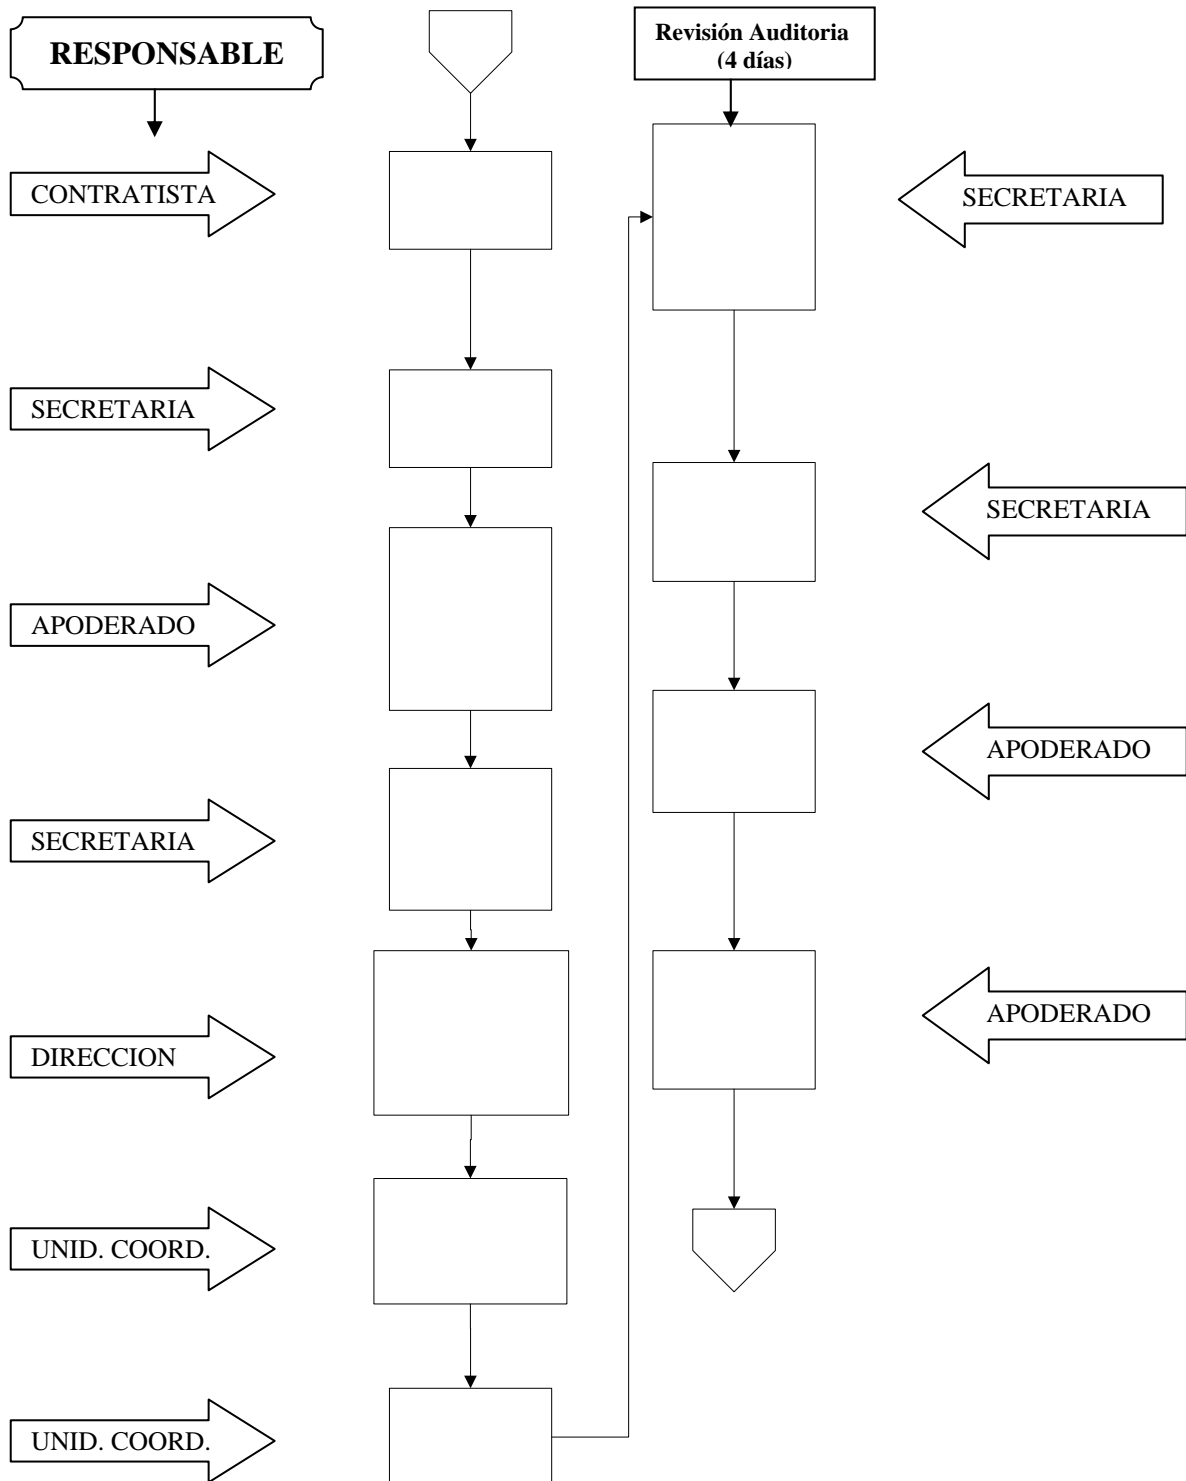 RESPONSABLE
CONTRATISTA
SECRETARIA
APODERADO
SECRETARIA
DIRECCION
UNID. COORD.
UNID. COORD.
Revisión Auditoria
(4 días)
SECRETARIA
SECRETARIA
APODERADO
APODERADO